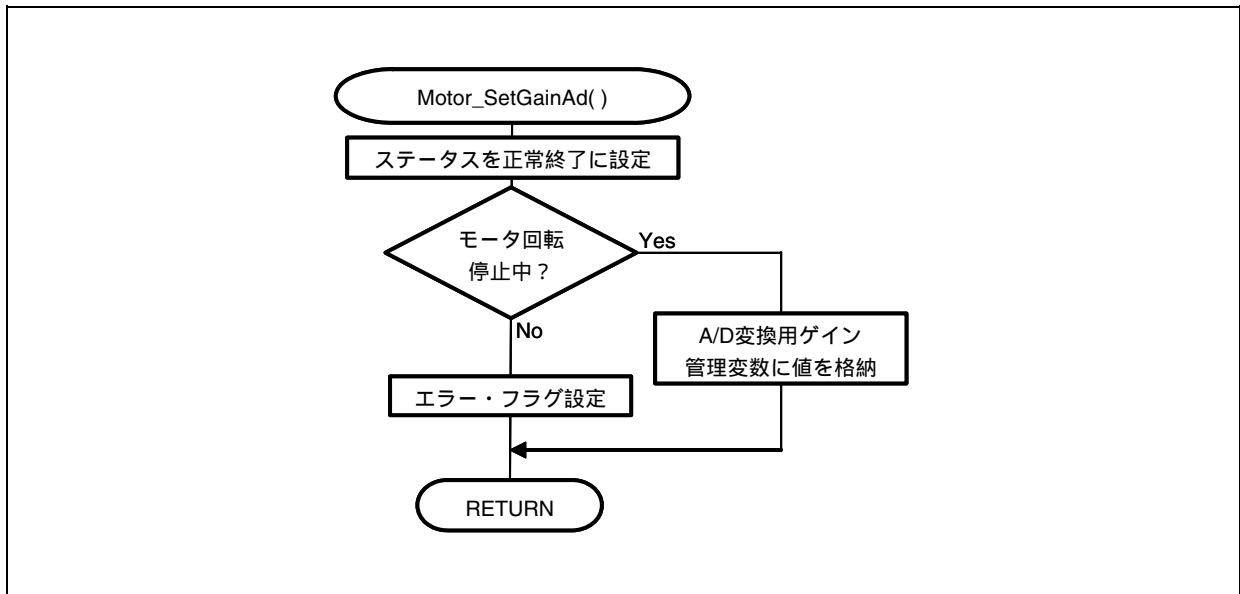 Motor_SetGainAd( )
ステータスを正常終了に設定
モータ回転
停止中？
Yes
No
A/D変換用ゲイン
管理変数に値を格納
エラー・フラグ設定
RETURN